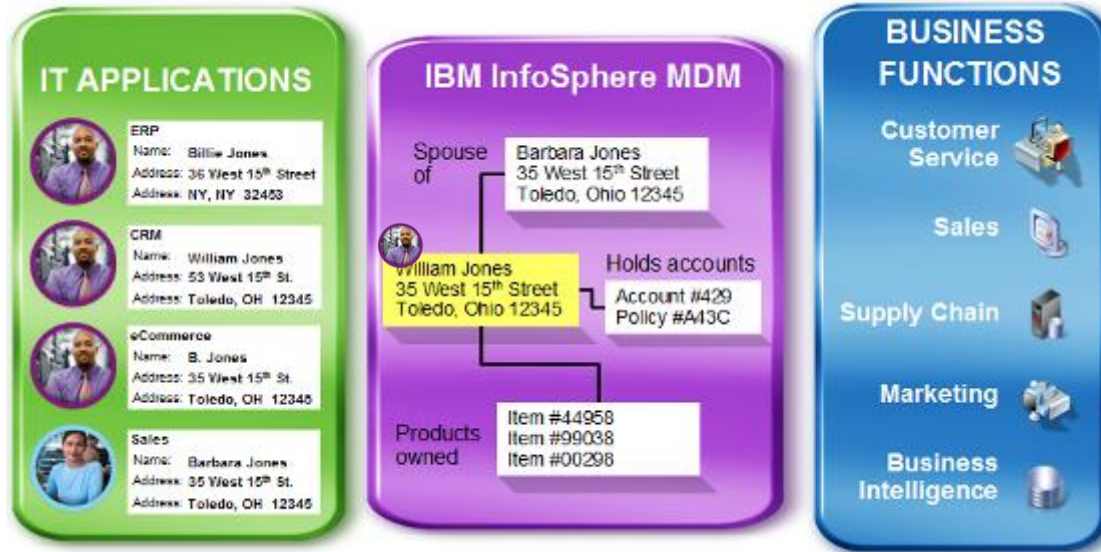 IT APPLICATIONS
ERP
Name: Billie Jones
Address: 36 West 15th Street
Address: NY, NY 32453
CRM
Name: William Jones
Address: 53 West 15th St.
Address: Toledo, OH 12345
eCommerce
Name: B. Jones
Address: 35 West 15th St.
Address: Toledo, OH 12345
Sales
Name: Barbara Jones
Address: 35 West 15th St.
Address: Toledo, OH 12345
IBM InfoSphere MDM
Spouse
of
Barbara Jones
35 West 15th Street
Toledo, Ohio 12345
William Jones
35 West 15th Street
Toledo, Ohio 12345
Holds accounts
Account #429
Policy #A43C
Products
owned
Item #44958
Item #99038
Item #00298
BUSINESS
FUNCTIONS
Customer
Service
Sales
Supply Chain
Marketing
Business
Intelligence